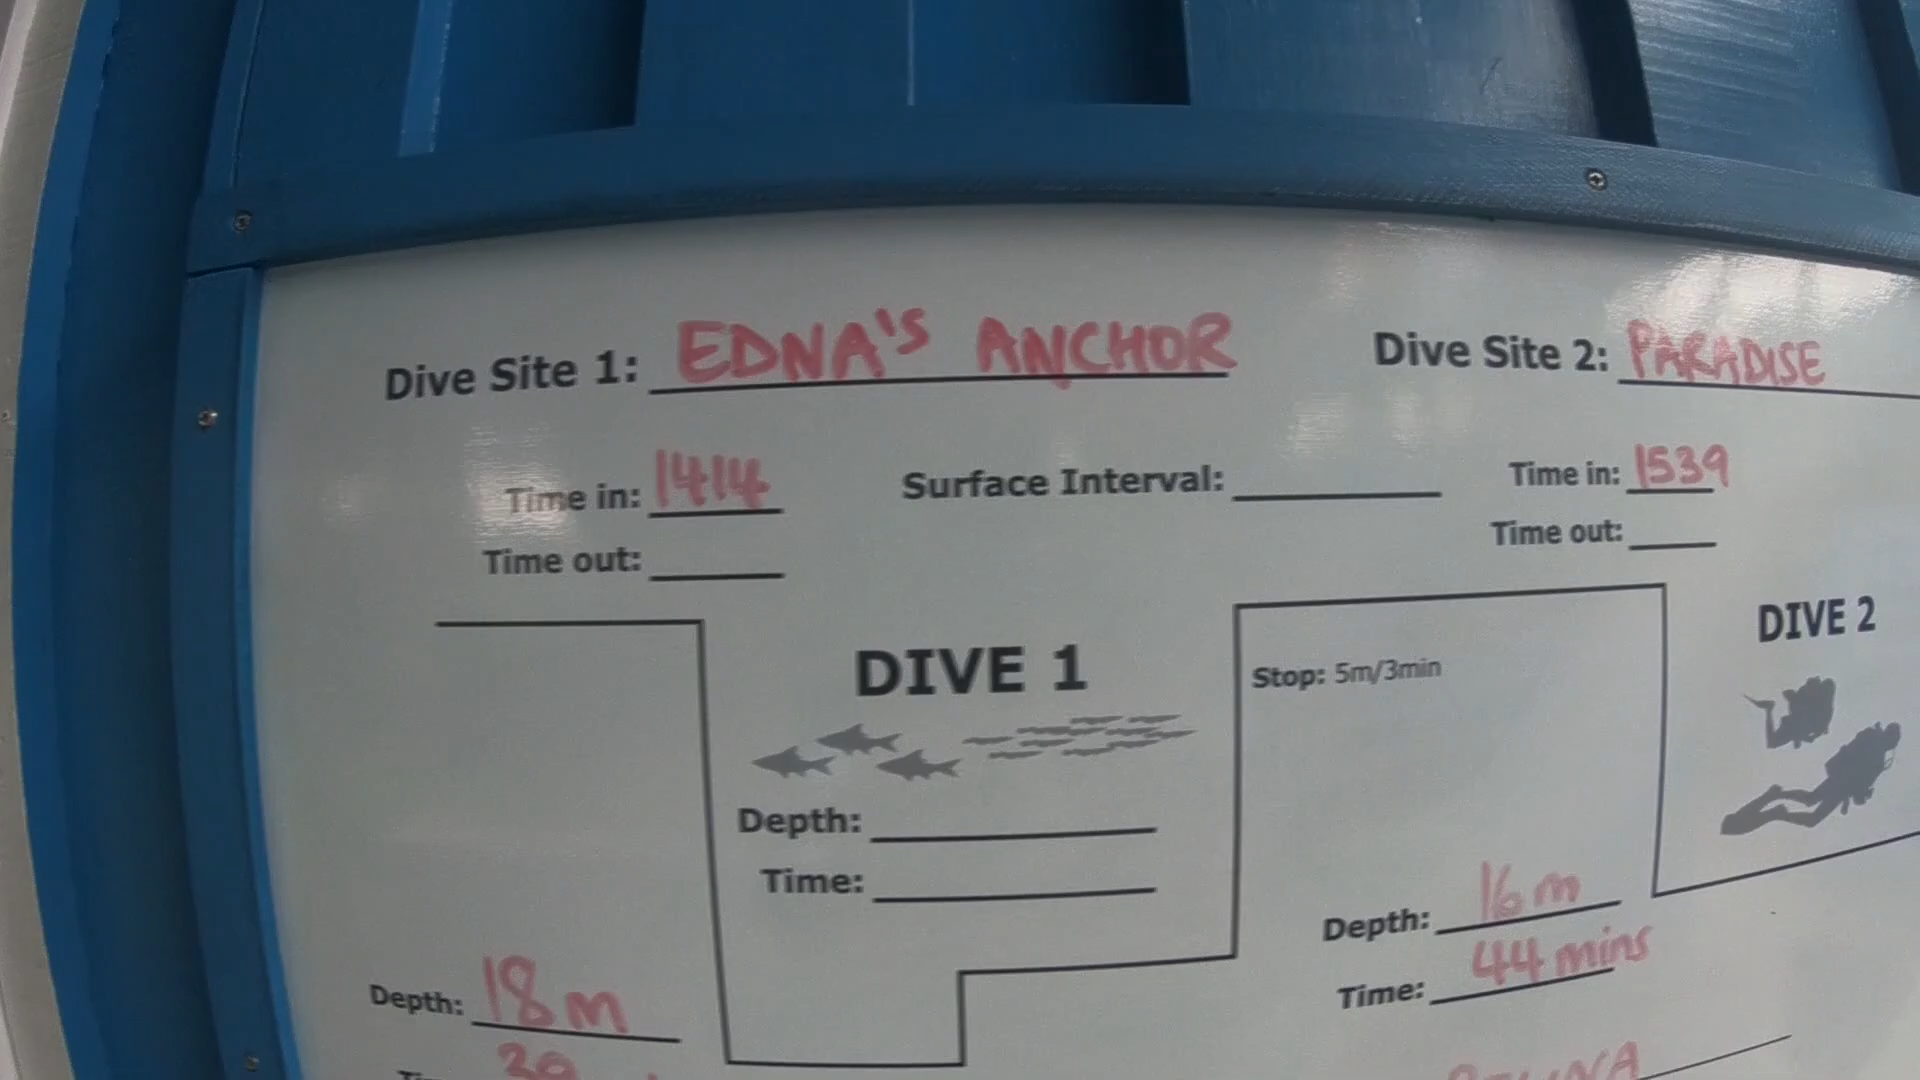 Dive Site 1: EDNA'S ANCHOR
Dive Site 2: PARADISE
Time in: 1414
Surface Interval:
Time in: 1539
Time out:
Time out:
DIVE 1
DIVE 2
Stop: 5m/3min
Depth:
Time:
Depth: 16m
Time: 44 mins
Depth: 18m